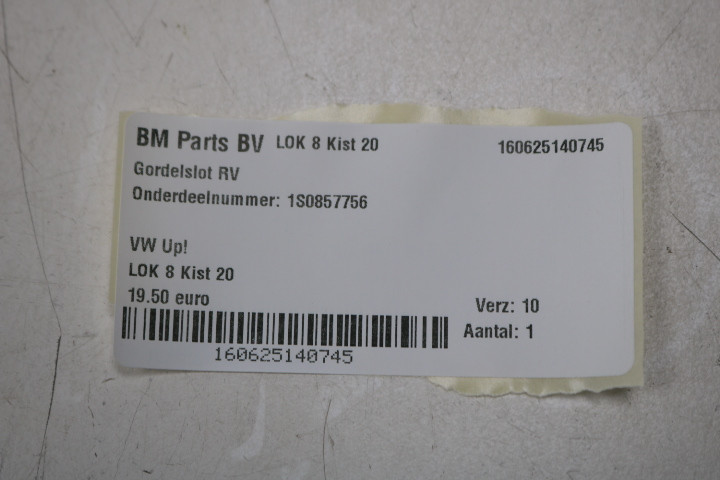 BM Parts BV LOK 8 Kist 20 160625140745
Gordelslot RV
Onderdeelnummer: 1S0857756
VW Up!
LOK 8 Kist 20
19.50 euro
Verz: 10
Aantal: 1
160625140745